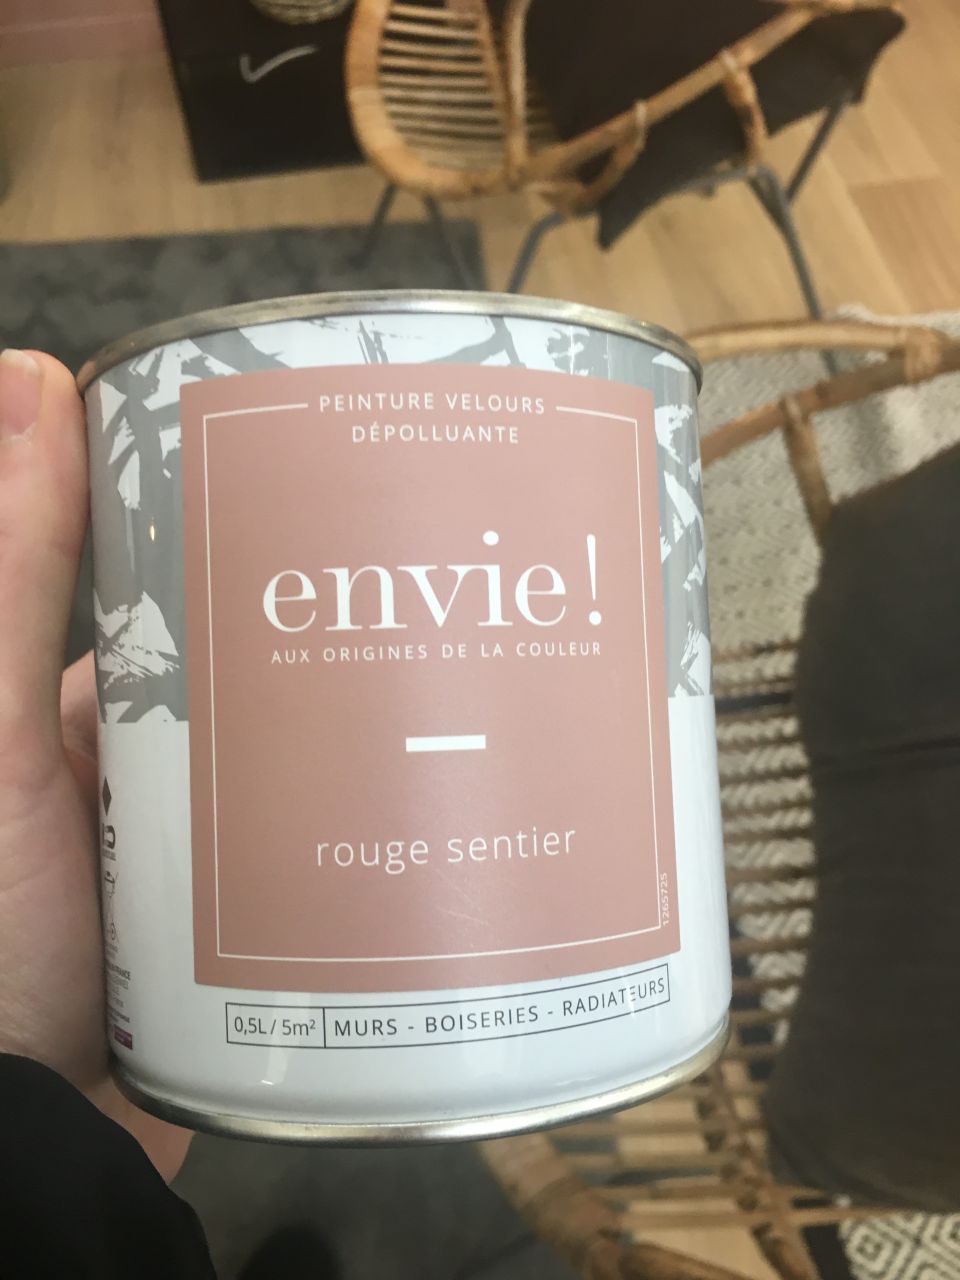 PEINTURE VELOURS
DÉPOLLUANTE
envie!
AUX ORIGINES DE LA COULEUR
rouge sentier
1265725
0,5L / 5m² MURS - BOISERIES - RADIATEURS